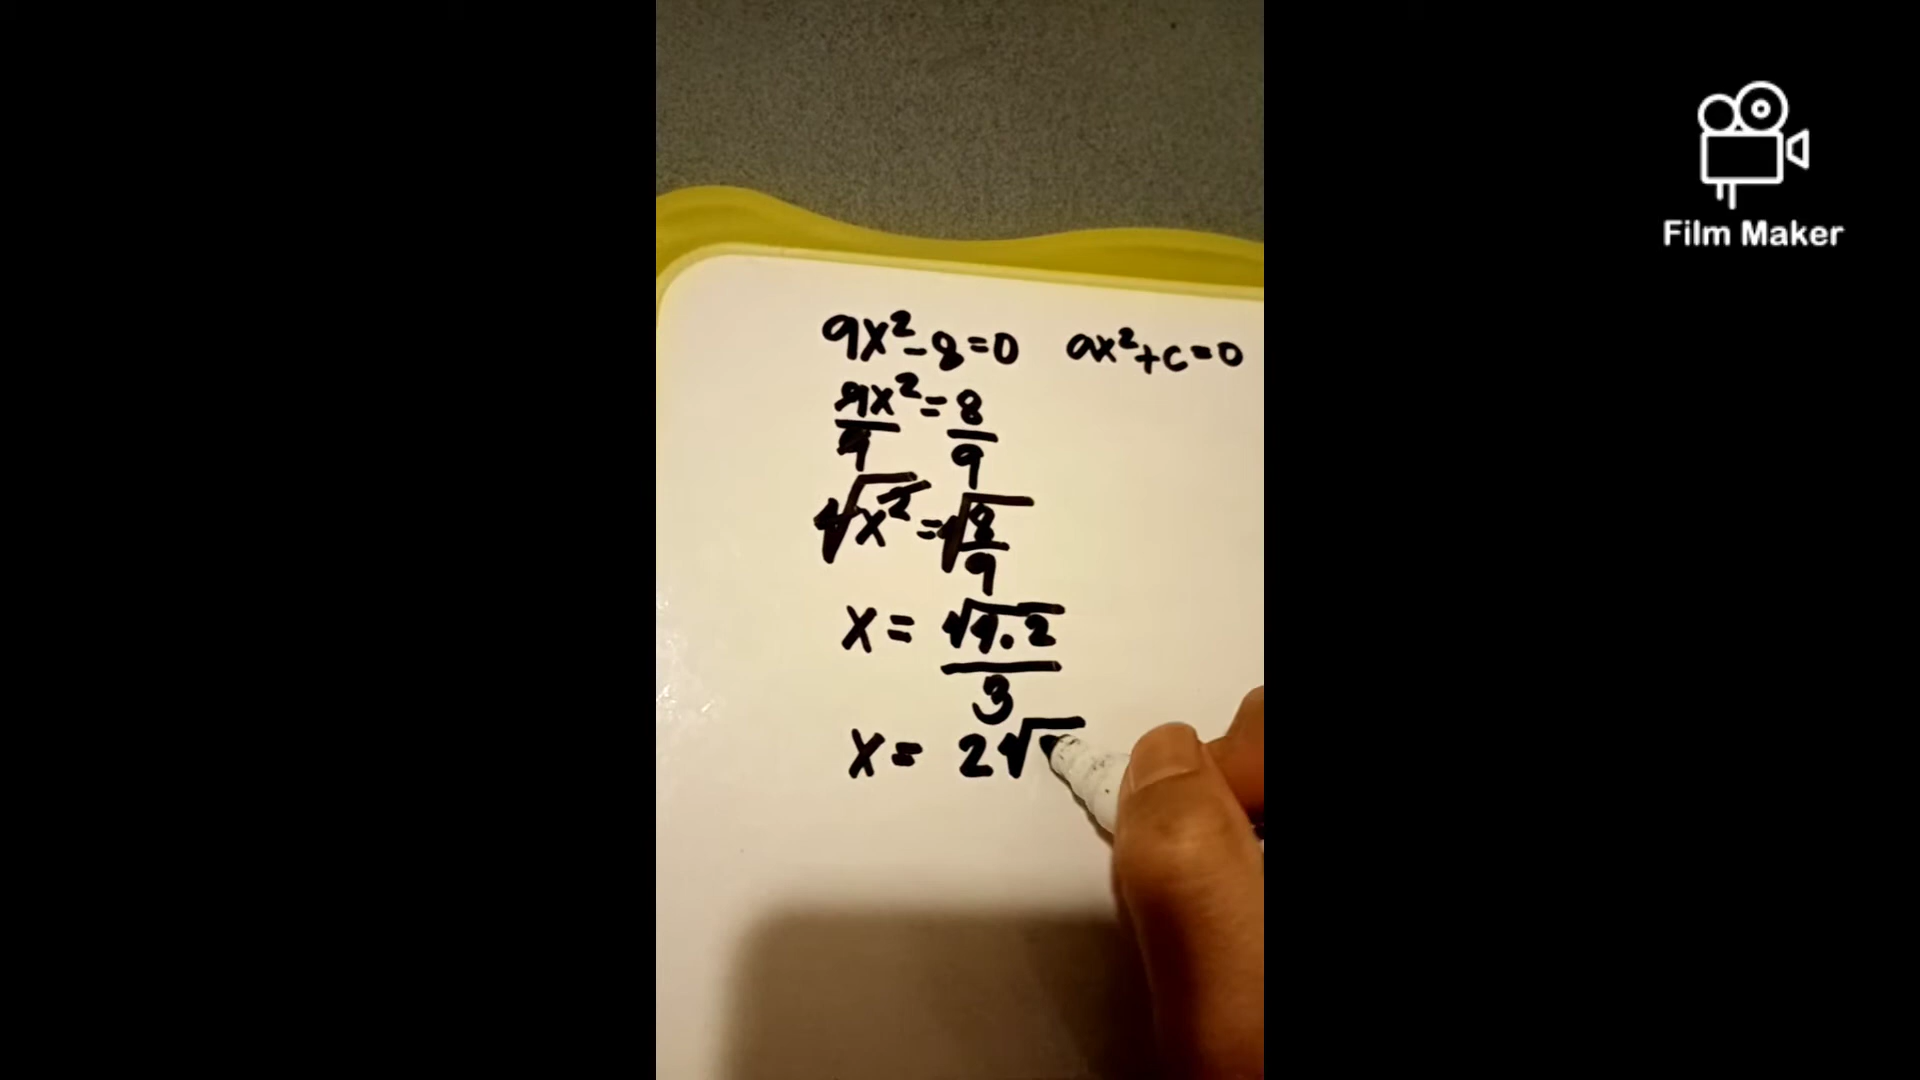 9x²-8=0 ax²+c=0
9x²/9 = 8/9
√x² = √8/9
x = √4.2/3
x = 2√
Film Maker